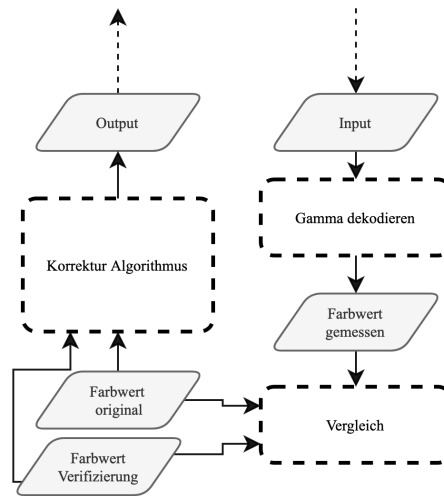 Output
Input
Gamma dekodieren
Korrektur Algorithmus
Farbwert
gemessen
Farbwert
original
Vergleich
Farbwert
Verifizierung